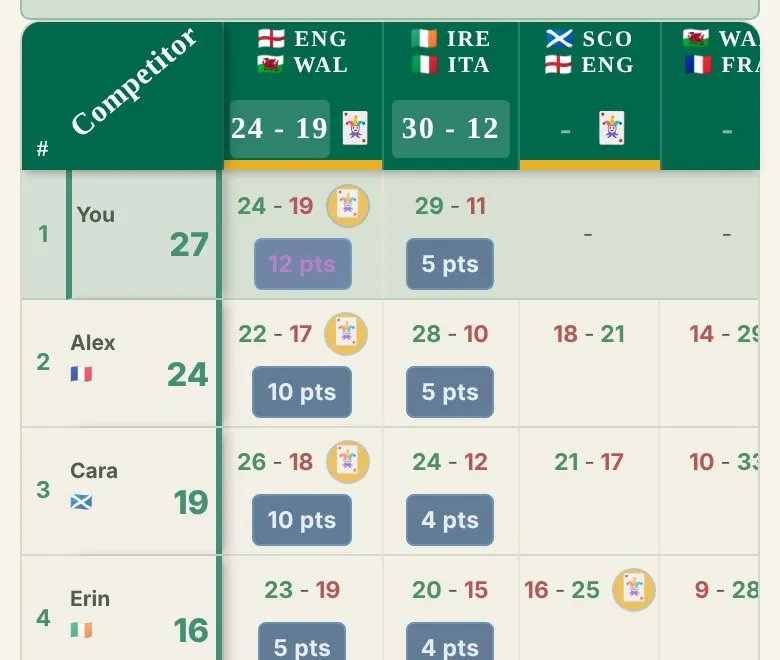 Competitor
#
ENG
WAL
24 - 19
IRE
ITA
30 - 12
SCO
ENG
-
WA
FRA
-
1
You
27
24 - 19
12 pts
29 - 11
5 pts
-
-
2
Alex
24
22 - 17
10 pts
28 - 10
5 pts
18 - 21
14 - 29
3
Cara
19
26 - 18
10 pts
24 - 12
4 pts
21 - 17
10 - 33
4
Erin
16
23 - 19
5 pts
20 - 15
4 pts
16 - 25
9 - 28